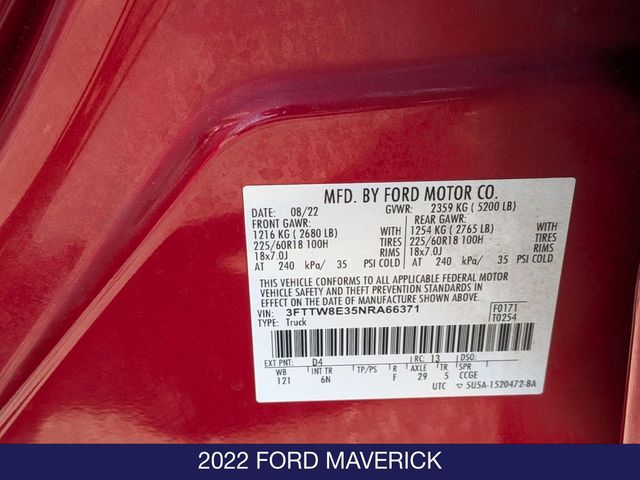 MFD. BY FORD MOTOR CO.
DATE: 08/22 GVWR: 2359 KG ( 5200 LB)
FRONT GAWR: REAR GAWR:
1216 KG ( 2680 LB) WITH 1254 KG ( 2765 LB) WITH
225/60R18 100H TIRES 225/60R18 100H TIRES
18x7.0J RIMS 18x7.0J RIMS
AT 240 kPa/ 35 PSI COLD AT 240 kPa/ 35 PSI COLD
THIS VEHICLE CONFORMS TO ALL APPLICABLE FEDERAL MOTOR
VEHICLE SAFETY AND THEFT PREVENTION STANDARDS IN EFFECT ON THE DATE OF
MANUFACTURE SHOWN ABOVE.
VIN: 3FTTW8E35NRA66371 F0171
TYPE: Truck T0254
EXT PNT: D4 RC: 13 DSO:
WB INT TR TP/PS R AXLE TR SPR
121 6N F 29 5 CCGE
UTC 5U5A-1520472-BA
2022 FORD MAVERICK